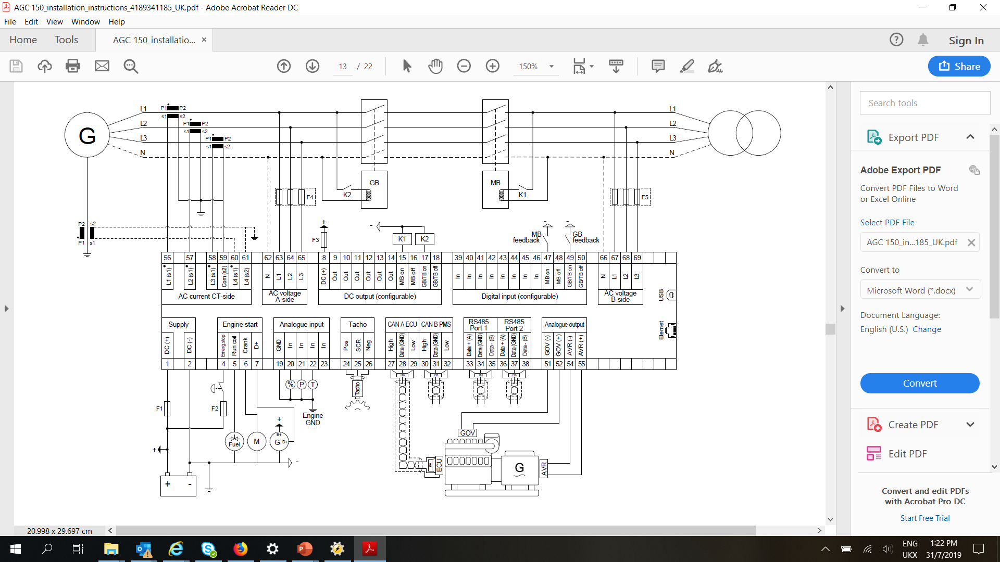 AGC 150_installation_instructions_4189341185_UK.pdf - Adobe Acrobat Reader DC
File Edit View Window Help
Home Tools AGC 150_installatio... × Sign In
13 / 22 150% Share
Search tools
Export PDF
Adobe Export PDF
Convert PDF Files to Word
or Excel Online
Select PDF File
AGC 150_in...185_UK.pdf
Convert to
Microsoft Word (*.docx)
Document Language:
English (U.S.) Change
Convert
Create PDF
Edit PDF
Convert and edit PDFs
with Acrobat Pro DC
Start Free Trial
L1 P1 P2 L1
s1 s2
L2 P1 P2 L2
s1 s2
G
L3 P1 P2 L3
s1 s2
N N
GB MB
K2 K1
F4 F5
P2 s2
P1 s1
+ - - -
F3 K1 K2 MB feedback GB feedback
56 57 58 59 60 61 62 63 64 65 8 9 10 11 12 13 14 15 16 17 18 39 40 41 42 43 44 45 46 47 48 49 50 66 67 68 69
L1 (s1) L2 (s1) L3 (s1) Com (s2) L4 (s1) L4 (s2) N L1 L2 L3 DC (+) Out Out Out Out Out Out MB on MB off GB/TB on GB/TB off In In In In In In In In MB on MB off GB/TB on GB/TB off N L1 L2 L3
AC current CT-side
AC voltage
A-side
DC output (configurable)
Digital input (configurable)
AC voltage
B-side
USB
Eternet
Supply Engine start Analogue input Tacho CAN A ECU CAN B PMS
RS485
Port 1
RS485
Port 2
Analogue output
DC (+) DC (-) Emerg.stop Run coil Crank D+ GND In In In In Pos SCR Neg High Data (GND) Low High Data (GND) Low Data + (A) Data (GND) Data - (B) Data + (A) Data (GND) Data - (B) GOV (-) GOV (+) AVR (-) AVR (+)
1 2 4 5 6 7 19 20 21 22 23 24 25 26 27 28 29 30 31 32 33 34 35 36 37 38 51 52 54 55
120 120 120 120
% P T
Tacho
F1 F2
Engine
GND
+
B+
Fuel M G D+
+
-
GOV
ECU
G
AVR
+ -
20.998 x 29.697 cm
ENG 1:22 PM
UKX 31/7/2019